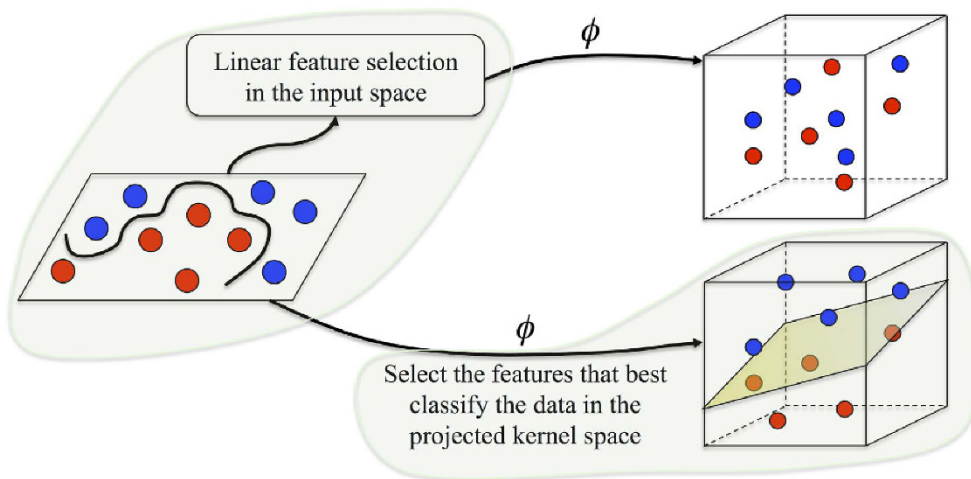 ϕ
Linear feature selection
in the input space
ϕ
Select the features that best
classify the data in the
projected kernel space